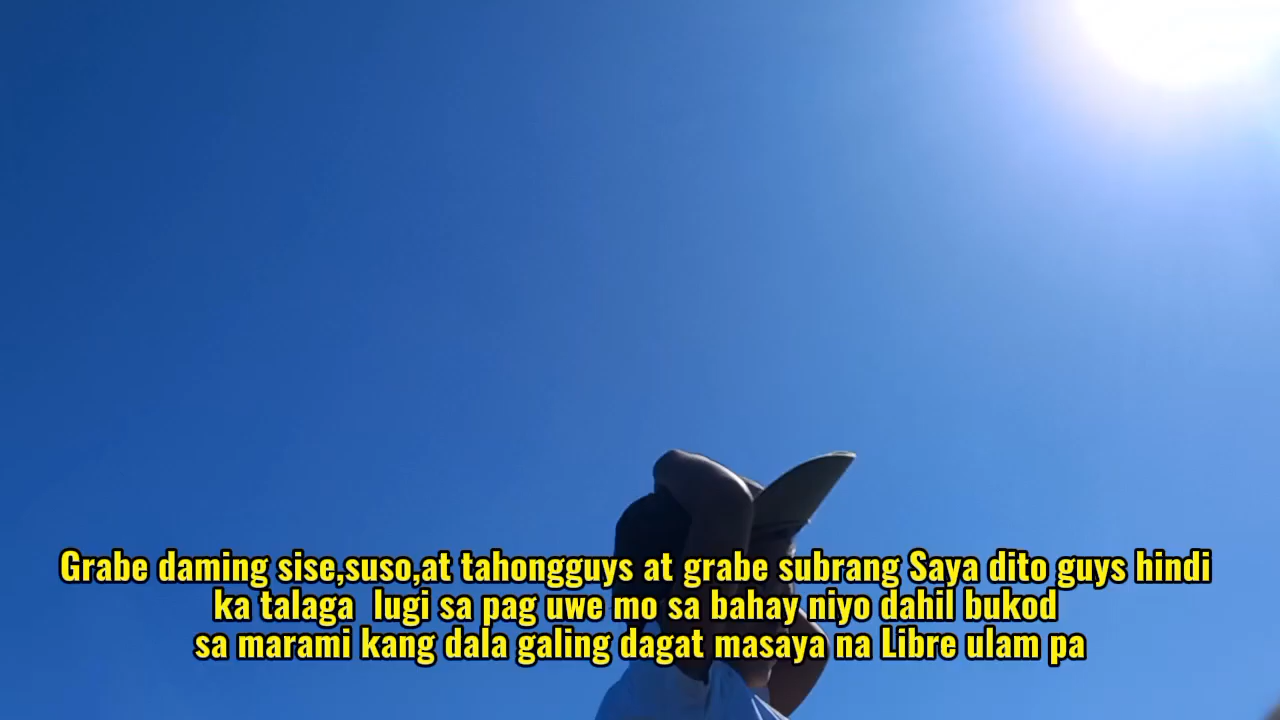 Grabe daming sise,suso,at tahongguys at grabe subrang Saya dito guys hindi
ka talaga  lugi sa pag uwe mo sa bahay niyo dahil bukod
sa marami kang dala galing dagat masaya na Libre ulam pa